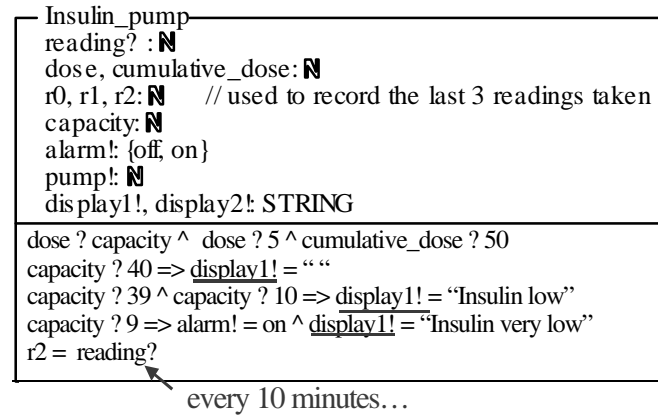 Insulin_pump
reading? : ℕ
dose, cumulative_dose: ℕ
r0, r1, r2: ℕ // used to record the last 3 readings taken
capacity: ℕ
alarm!: {off, on}
pump!: ℕ
display1!, display2!: STRING
dose ? capacity ^ dose ? 5 ^ cumulative_dose ? 50
capacity ? 40 => display1! = “ “
capacity ? 39 ^ capacity ? 10 => display1! = “Insulin low”
capacity ? 9 => alarm! = on ^ display1! = “Insulin very low”
r2 = reading?
every 10 minutes…